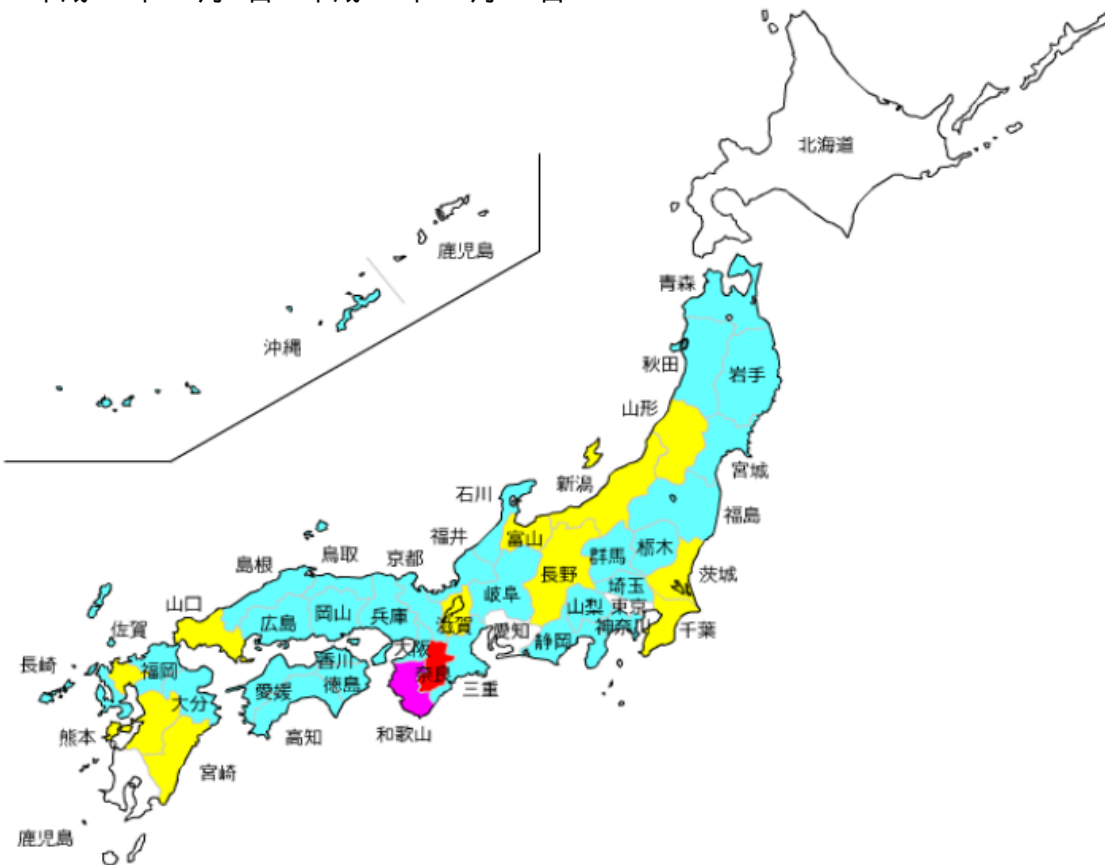 北海道
鹿児島
青森
沖縄
秋田
岩手
山形
宮城
新潟
石川
福島
福井
富山
栃木
群馬
鳥取
京都
島根
長野
茨城
埼玉
岐阜
山口
岡山
兵庫
山梨
東京
広島
滋賀
佐賀
愛知
神奈川
千葉
静岡
大阪
香川
長崎
福岡
奈良
徳島
愛媛
三重
大分
和歌山
高知
熊本
宮崎
鹿児島